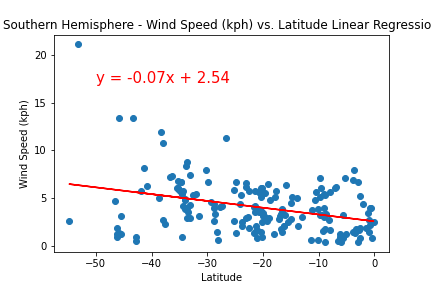 Southern Hemisphere - Wind Speed (kph) vs. Latitude Linear Regressio
y = -0.07x + 2.54
Wind Speed (kph)
20
15
10
5
0
−50
−40
−30
−20
−10
0
Latitude